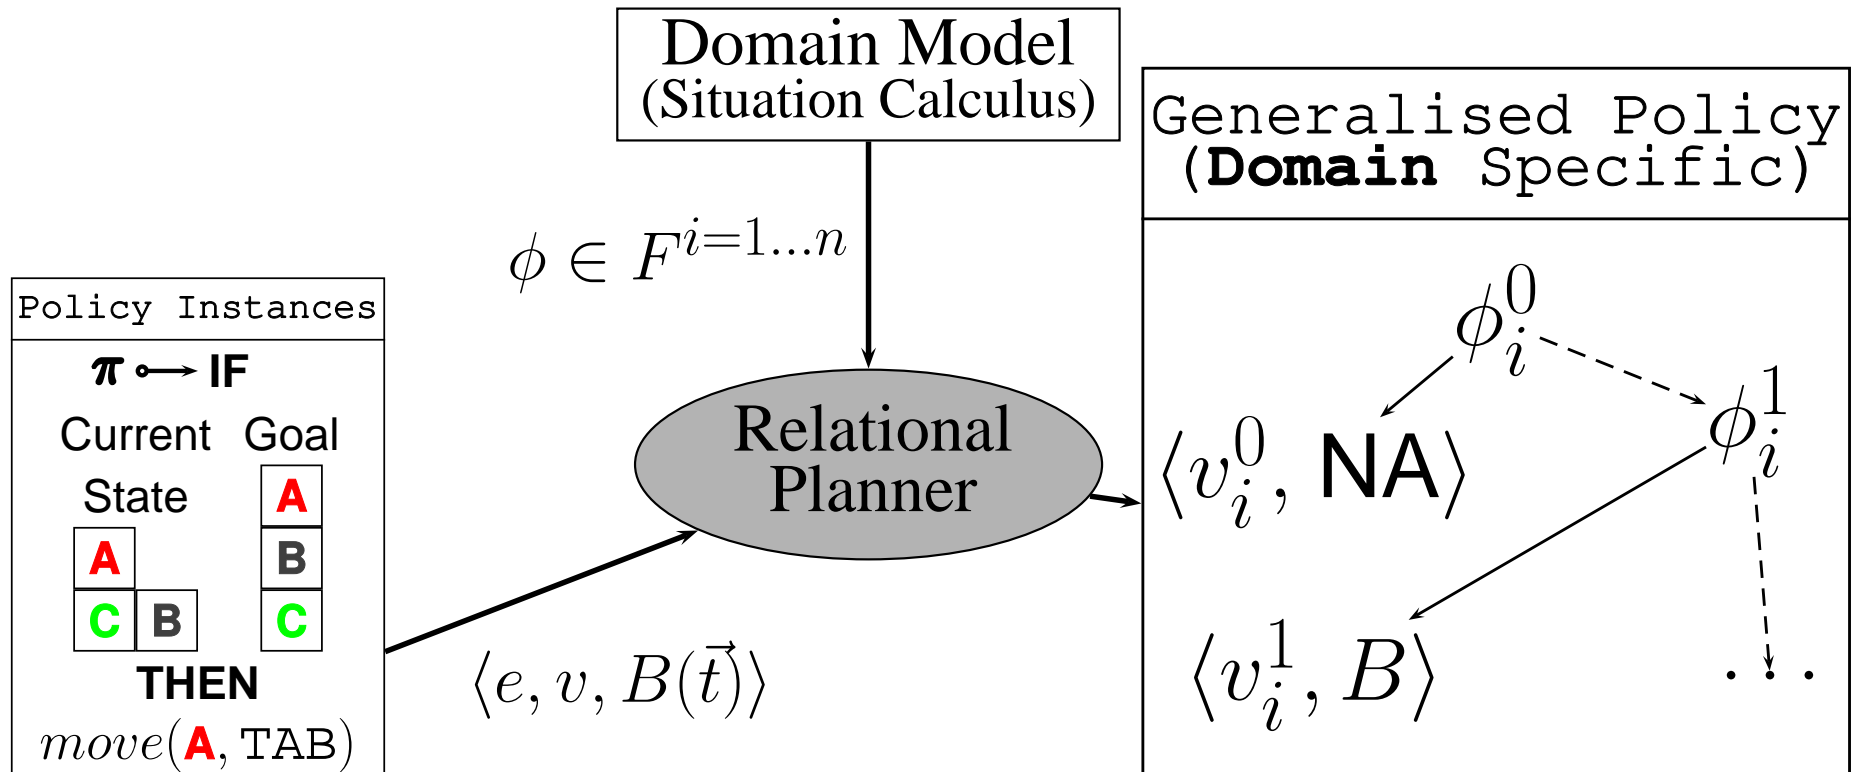 Domain Model
(Situation Calculus)
Generalised Policy
(Domain Specific)
ϕ ∈ F^{i=1...n}
Policy Instances
π ⟜→ IF
Current Goal
State
A
B
C
A
C B
THEN
move(A, TAB)
Relational
Planner
⟨e, v, B(\vec{t})⟩
ϕ_i^0
ϕ_i^1
⟨v_i^0, NA⟩
⟨v_i^1, B⟩
...